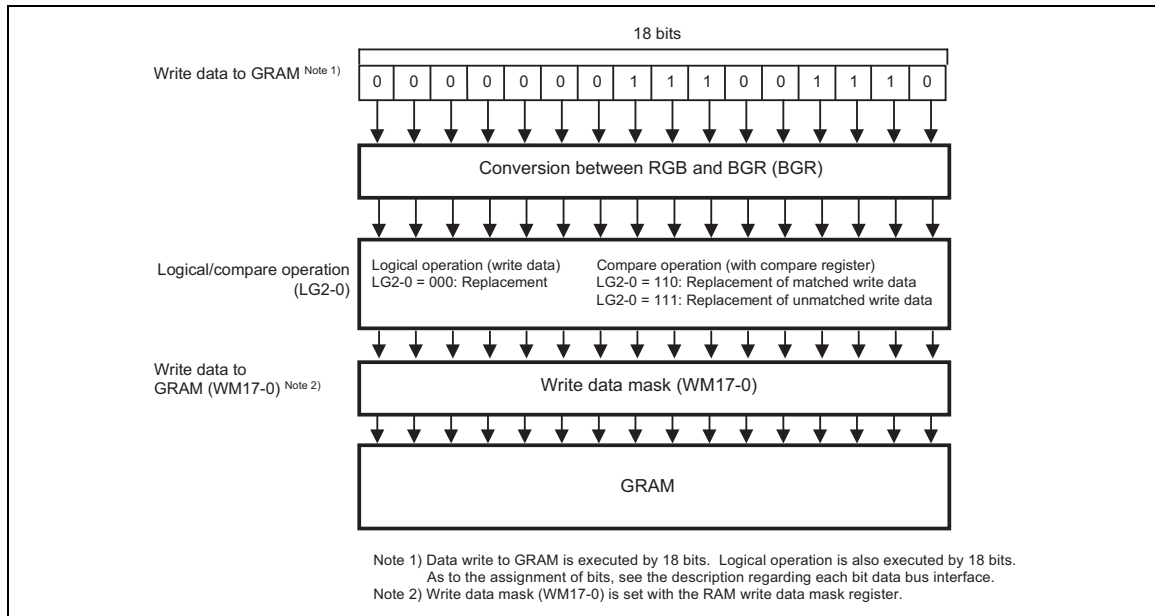 18 bits
Write data to GRAM Note 1)
0 0 0 0 0 0 0 1 1 1 0 0 1 1 1 0
Conversion between RGB and BGR (BGR)
Logical/compare operation
(LG2-0)
Logical operation (write data)
LG2-0 = 000: Replacement
Compare operation (with compare register)
LG2-0 = 110: Replacement of matched write data
LG2-0 = 111: Replacement of unmatched write data
Write data to
GRAM (WM17-0) Note 2)
Write data mask (WM17-0)
GRAM
Note 1) Data write to GRAM is executed by 18 bits. Logical operation is also executed by 18 bits.
As to the assignment of bits, see the description regarding each bit data bus interface.
Note 2) Write data mask (WM17-0) is set with the RAM write data mask register.